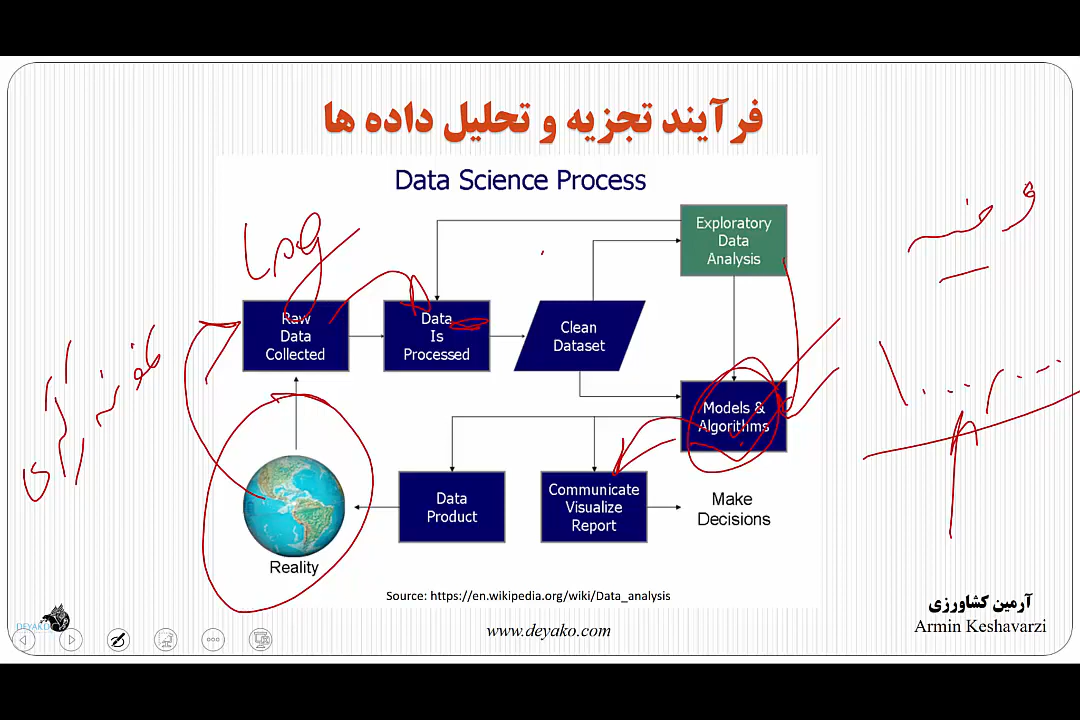 فرآیند تجزیه و تحلیل داده ها
Data Science Process
Exploratory
Data
Analysis
Log
Raw
Data
Collected
Data
Is
Processed
Clean
Dataset
Models &
Algorithms
Data
Product
Communicate
Visualize
Report
Make
Decisions
Reality
Source: https://en.wikipedia.org/wiki/Data_analysis
آرمین کشاورزی
Armin Keshavarzi
www.deyako.com
DEYAKO